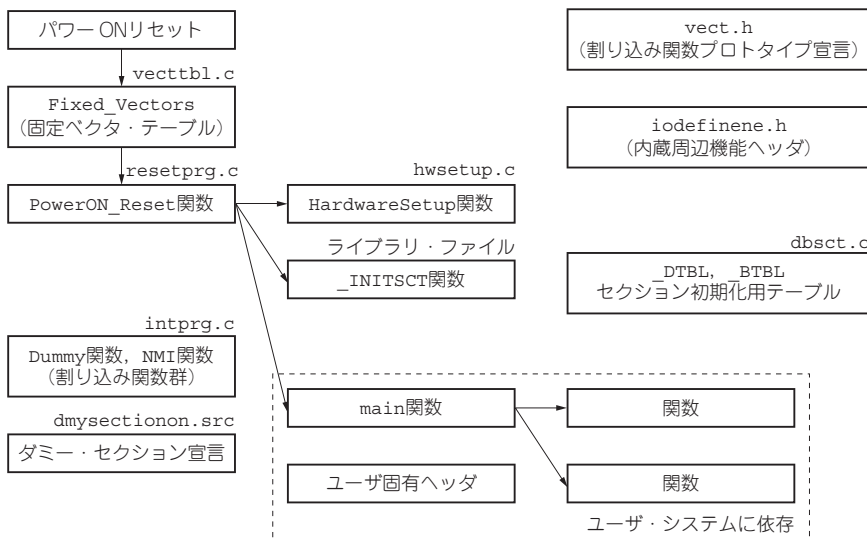 パワーONリセット
vecttbl.c
Fixed_Vectors
(固定ベクタ・テーブル)
resetprg.c
PowerON_Reset関数
hwsetup.c
HardwareSetup関数
ライブラリ・ファイル
_INITSCT関数
vect.h
(割り込み関数プロトタイプ宣言)
iodefinene.h
(内蔵周辺機能ヘッダ)
dbsct.c
_DTBL, _BTBL
セクション初期化用テーブル
intprg.c
Dummy関数, NMI関数
(割り込み関数群)
dmysectionon.src
ダミー・セクション宣言
main関数
関数
ユーザ固有ヘッダ
関数
ユーザ・システムに依存